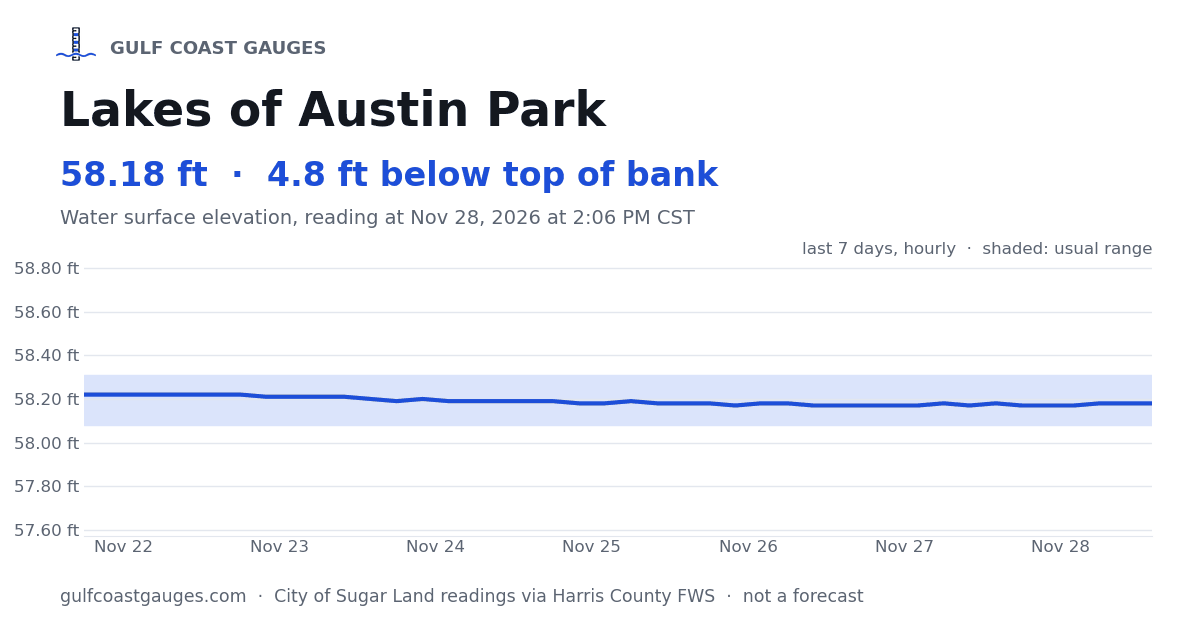 GULF COAST GAUGES
Lakes of Austin Park
58.18 ft · 4.8 ft below top of bank
Water surface elevation, reading at Nov 28, 2026 at 2:06 PM CST
last 7 days, hourly · shaded: usual range
58.80 ft
58.60 ft
58.40 ft
58.20 ft
58.00 ft
57.80 ft
57.60 ft
Nov 22 Nov 23 Nov 24 Nov 25 Nov 26 Nov 27 Nov 28
gulfcoastgauges.com · City of Sugar Land readings via Harris County FWS · not a forecast